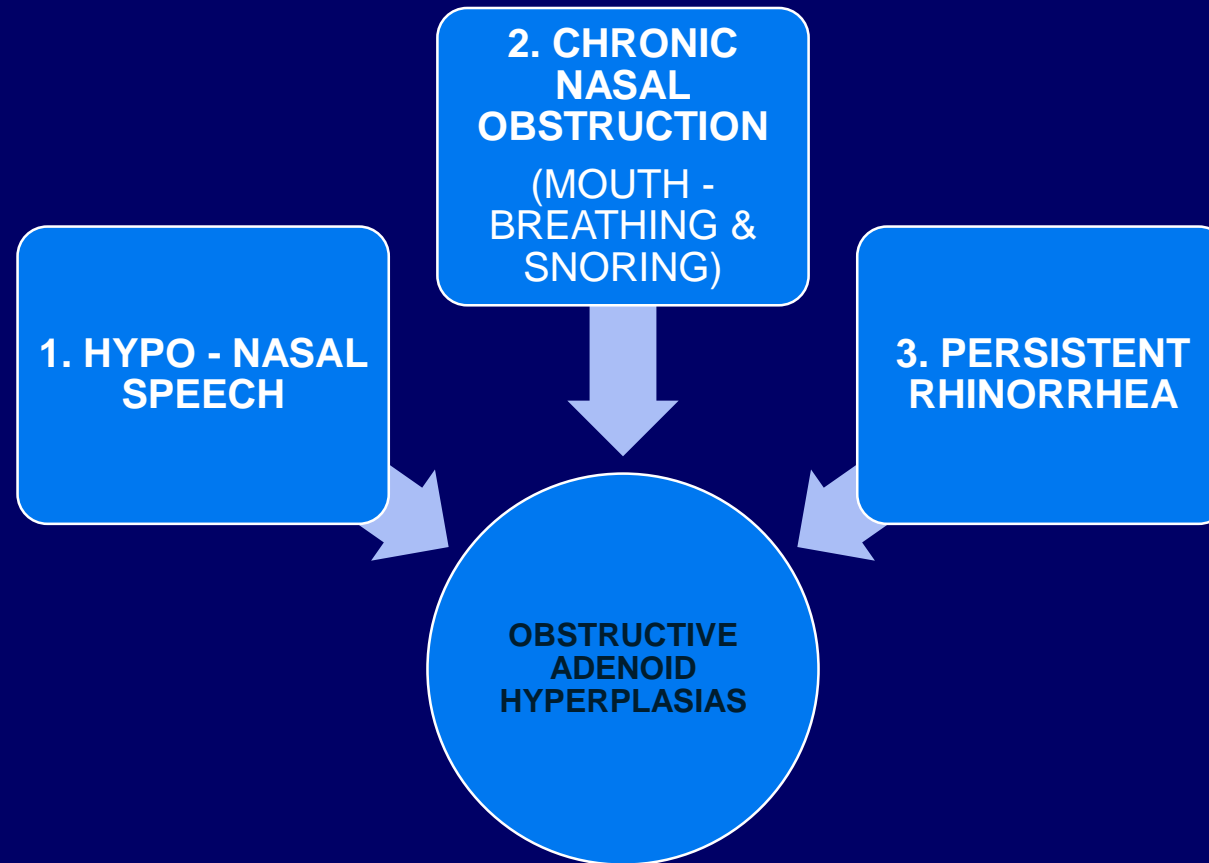 2. CHRONIC
NASAL
OBSTRUCTION
(MOUTH -
BREATHING &
SNORING)
1. HYPO - NASAL
SPEECH
3. PERSISTENT
RHINORRHEA
OBSTRUCTIVE
ADENOID
HYPERPLASIAS